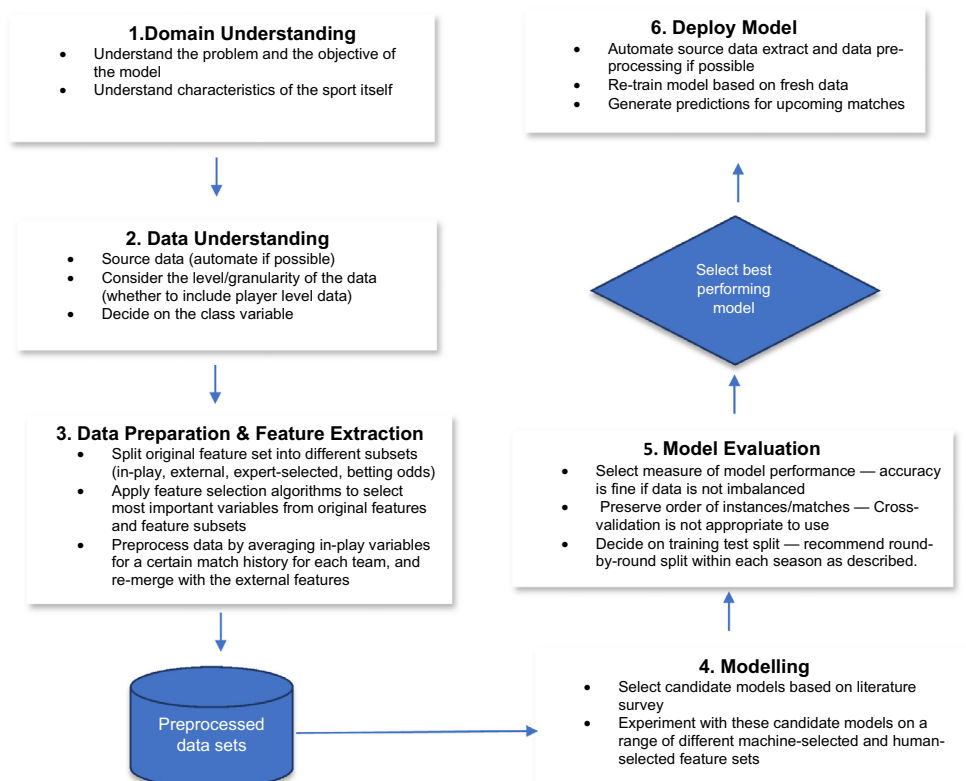 1.Domain Understanding
• Understand the problem and the objective of
the model
• Understand characteristics of the sport itself
2. Data Understanding
• Source data (automate if possible)
• Consider the level/granularity of the data
(whether to include player level data)
• Decide on the class variable
3. Data Preparation & Feature Extraction
• Split original feature set into different subsets
(in-play, external, expert-selected, betting odds)
• Apply feature selection algorithms to select
most important variables from original features
and feature subsets
• Preprocess data by averaging in-play variables
for a certain match history for each team, and
re-merge with the external features
Preprocessed
data sets
4. Modelling
• Select candidate models based on literature
survey
• Experiment with these candidate models on a
range of different machine-selected and human-
selected feature sets
5. Model Evaluation
• Select measure of model performance — accuracy
is fine if data is not imbalanced
• Preserve order of instances/matches — Cross-
validation is not appropriate to use
• Decide on training test split — recommend round-
by-round split within each season as described.
Select best
performing
model
6. Deploy Model
• Automate source data extract and data pre-
processing if possible
• Re-train model based on fresh data
• Generate predictions for upcoming matches